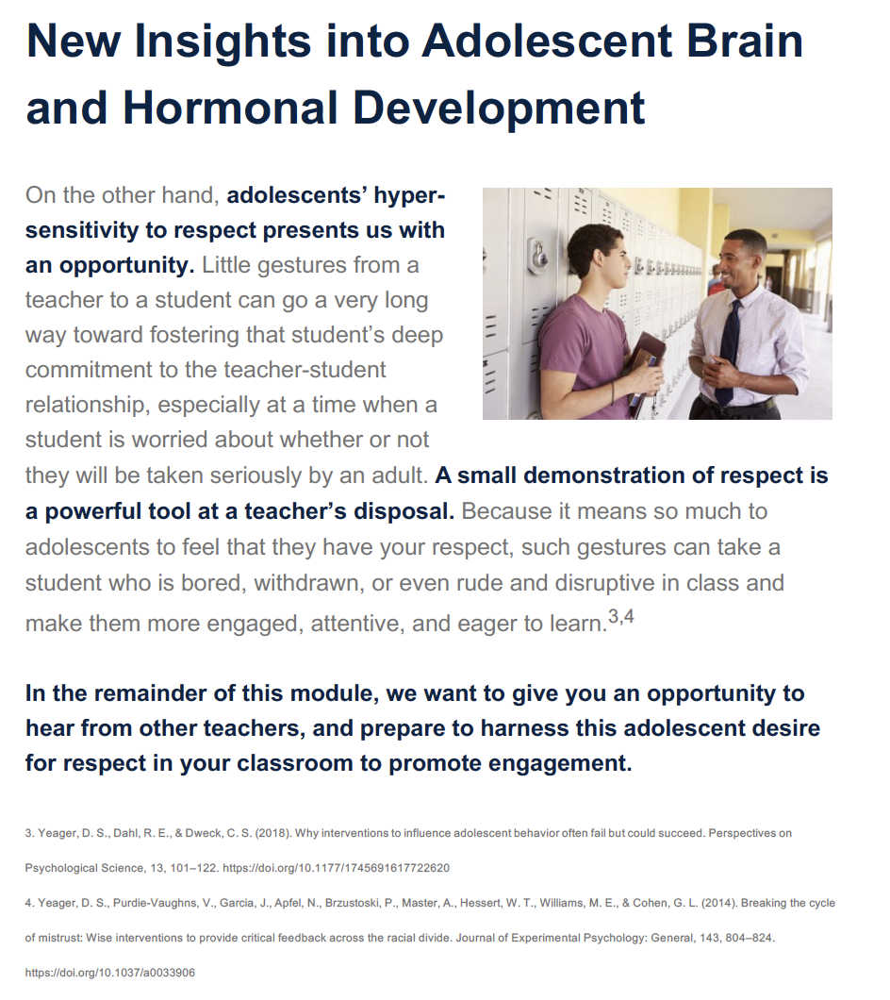 New Insights into Adolescent Brain
and Hormonal Development
On the other hand, adolescents’ hyper-
sensitivity to respect presents us with
an opportunity. Little gestures from a
teacher to a student can go a very long
way toward fostering that student’s deep
commitment to the teacher-student
relationship, especially at a time when a
student is worried about whether or not
they will be taken seriously by an adult. A small demonstration of respect is
a powerful tool at a teacher’s disposal. Because it means so much to
adolescents to feel that they have your respect, such gestures can take a
student who is bored, withdrawn, or even rude and disruptive in class and
make them more engaged, attentive, and eager to learn.3,4
In the remainder of this module, we want to give you an opportunity to
hear from other teachers, and prepare to harness this adolescent desire
for respect in your classroom to promote engagement.
3. Yeager, D. S., Dahl, R. E., & Dweck, C. S. (2018). Why interventions to influence adolescent behavior often fail but could succeed. Perspectives on
Psychological Science, 13, 101–122. https://doi.org/10.1177/1745691617722620
4. Yeager, D. S., Purdie-Vaughns, V., Garcia, J., Apfel, N., Brzustoski, P., Master, A., Hessert, W. T., Williams, M. E., & Cohen, G. L. (2014). Breaking the cycle
of mistrust: Wise interventions to provide critical feedback across the racial divide. Journal of Experimental Psychology: General, 143, 804–824.
https://doi.org/10.1037/a0033906